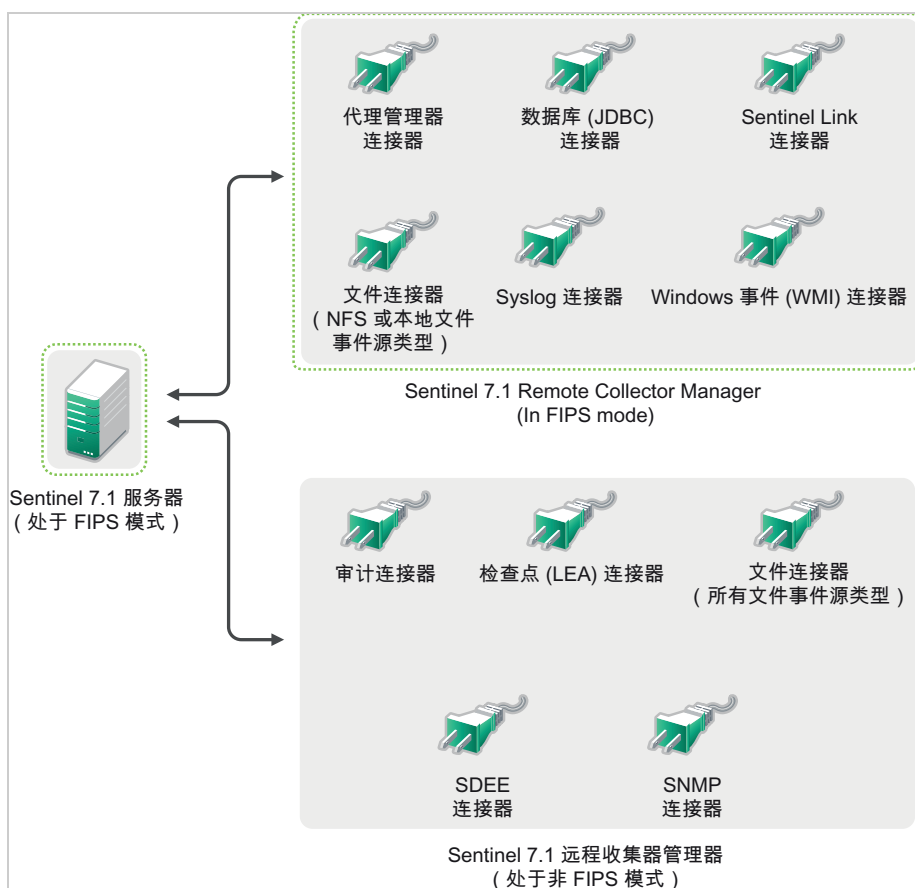 代理管理器
连接器
数据库 (JDBC)
连接器
Sentinel Link
连接器
文件连接器
（ NFS 或本地文件
事件源类型 ）
Syslog 连接器
Windows 事件 (WMI) 连接器
Sentinel 7.1 Remote Collector Manager
(In FIPS mode)
Sentinel 7.1 服务器
（ 处于 FIPS 模式 ）
审计连接器
检查点 (LEA) 连接器
文件连接器
（ 所有文件事件源类型 ）
SDEE
连接器
SNMP
连接器
Sentinel 7.1 远程收集器管理器
（ 处于非 FIPS 模式 ）